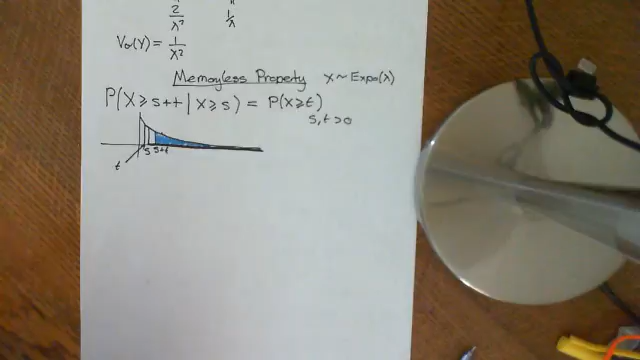 2/λ² 1/λ
Var(Y) = 1/λ²
Memoryless Property X ~ Expo(λ)
P(X ≥ s+t | X ≥ s) = P(X ≥ t)
s, t > 0
s s+t
t